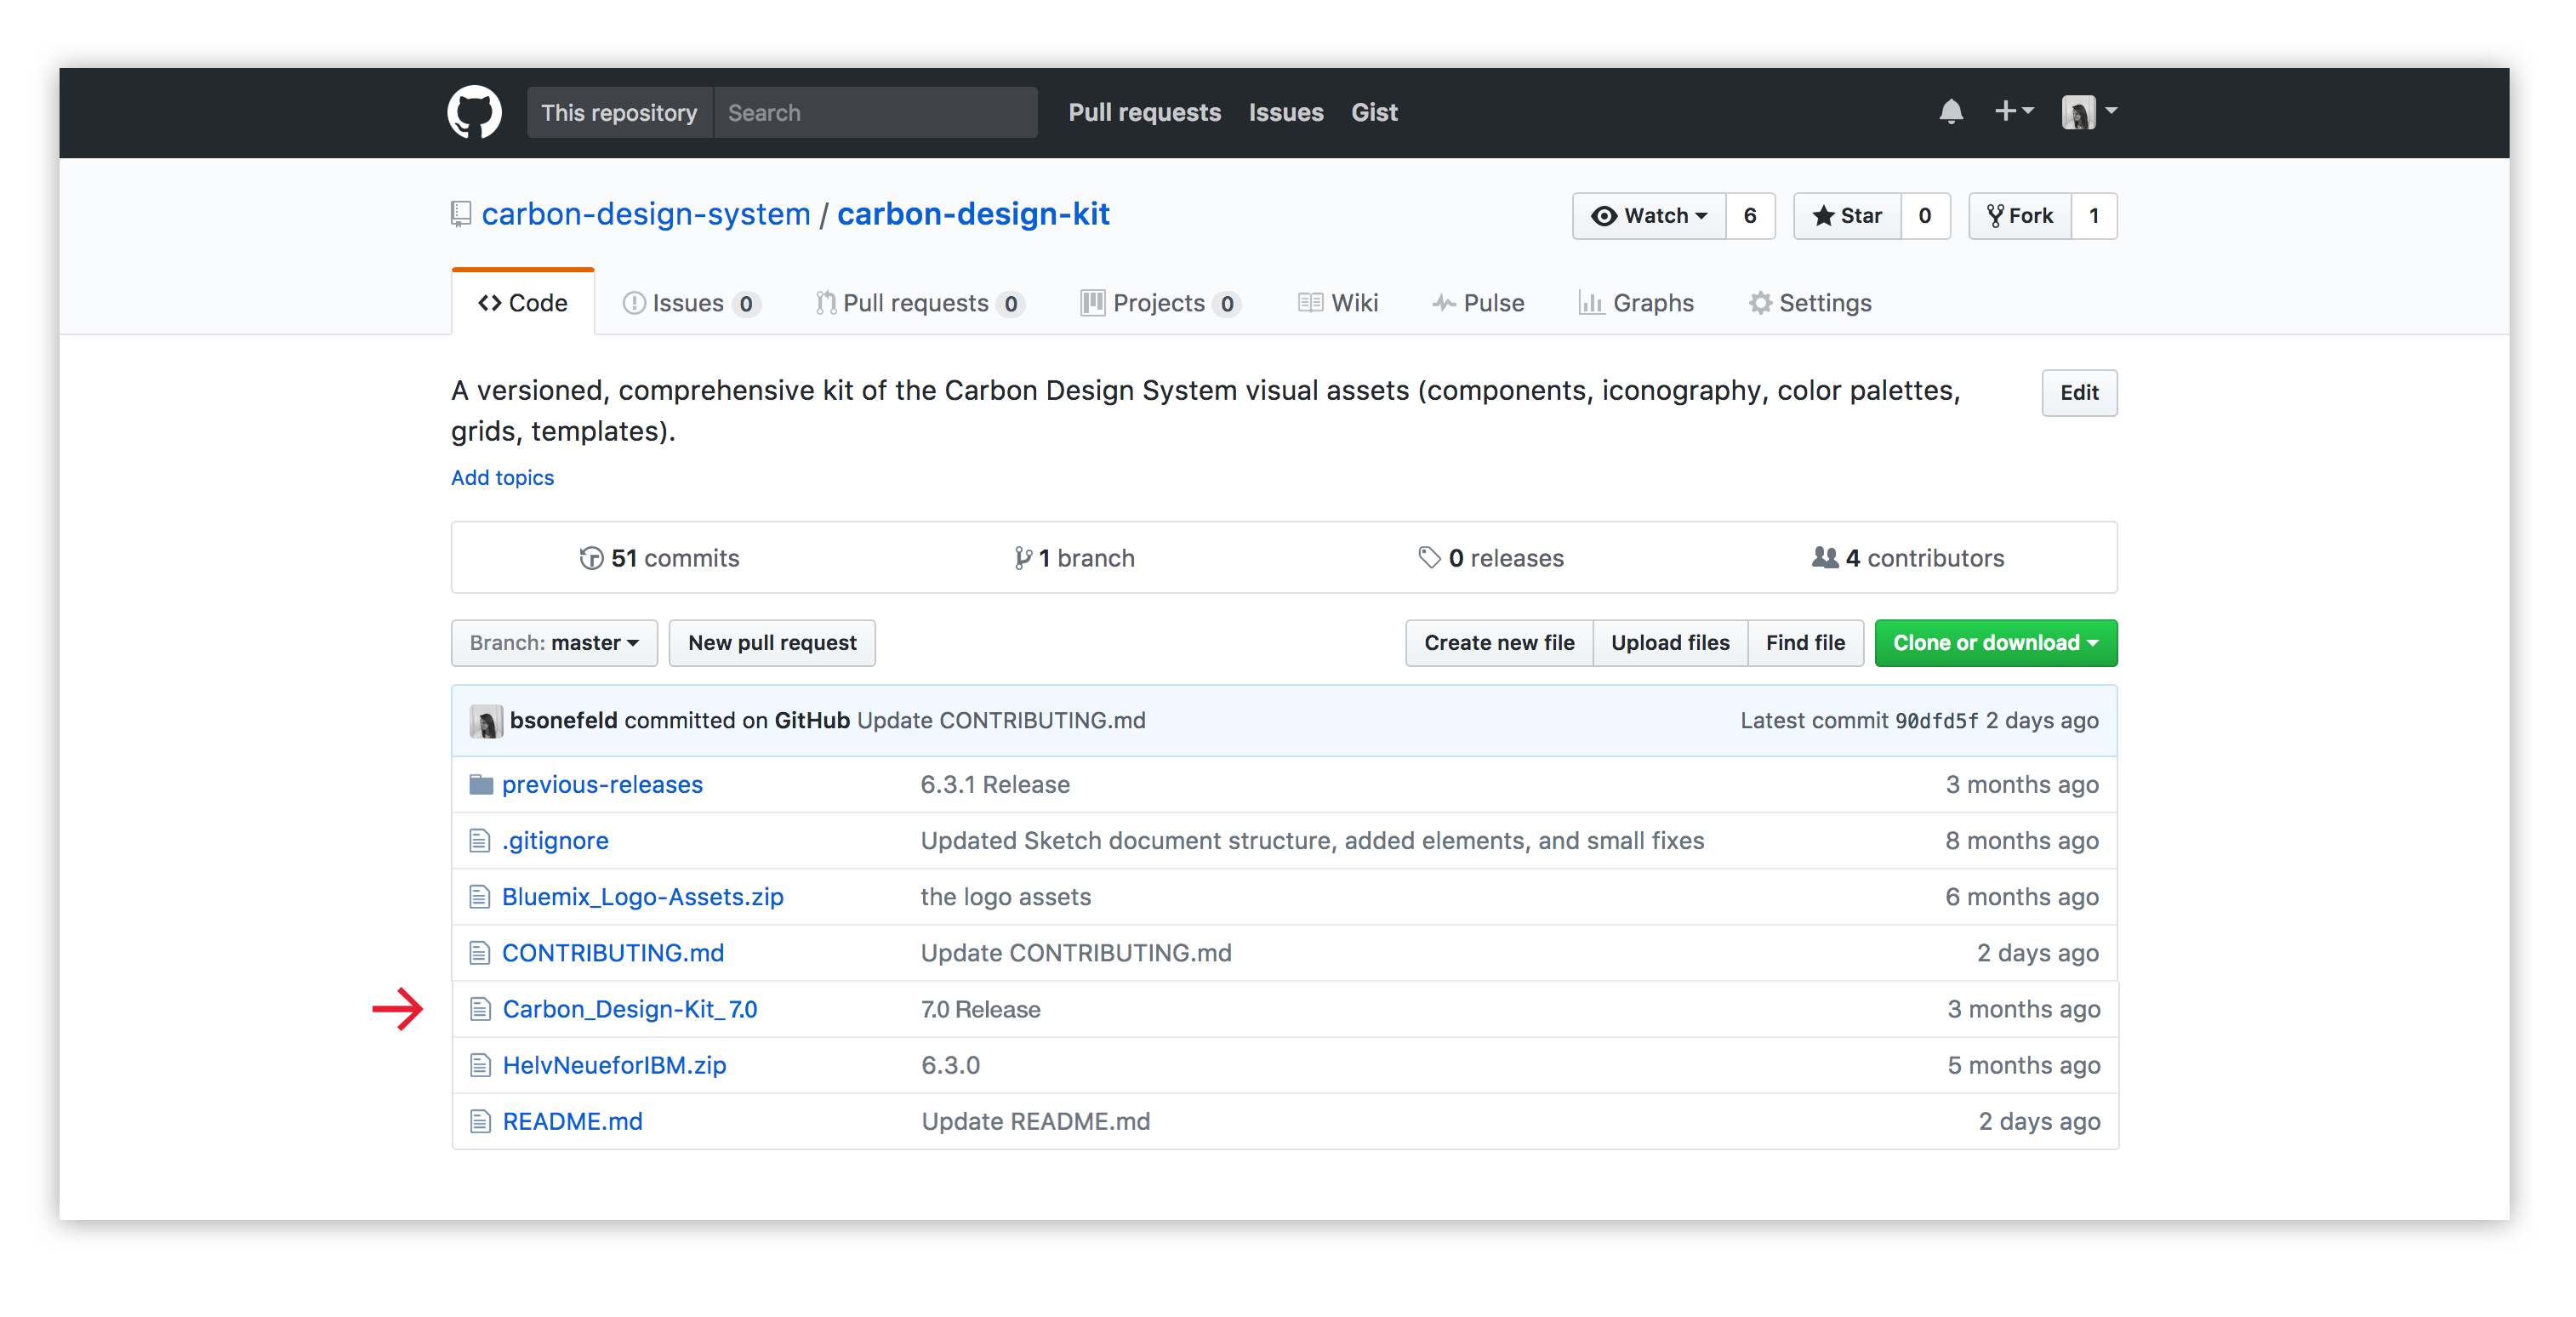 This repository Search Pull requests Issues Gist
carbon-design-system / carbon-design-kit Watch 6 Star 0 Fork 1
Code Issues 0 Pull requests 0 Projects 0 Wiki Pulse Graphs Settings
A versioned, comprehensive kit of the Carbon Design System visual assets (components, iconography, color palettes, Edit
grids, templates).
Add topics
51 commits 1 branch 0 releases 4 contributors
Branch: master New pull request Create new file Upload files Find file Clone or download
bsonefeld committed on GitHub Update CONTRIBUTING.md Latest commit 90dfd5f 2 days ago
previous-releases 6.3.1 Release 3 months ago
.gitignore Updated Sketch document structure, added elements, and small fixes 8 months ago
Bluemix_Logo-Assets.zip the logo assets 6 months ago
CONTRIBUTING.md Update CONTRIBUTING.md 2 days ago
Carbon_Design-Kit_7.0 7.0 Release 3 months ago
HelvNeueforIBM.zip 6.3.0 5 months ago
README.md Update README.md 2 days ago